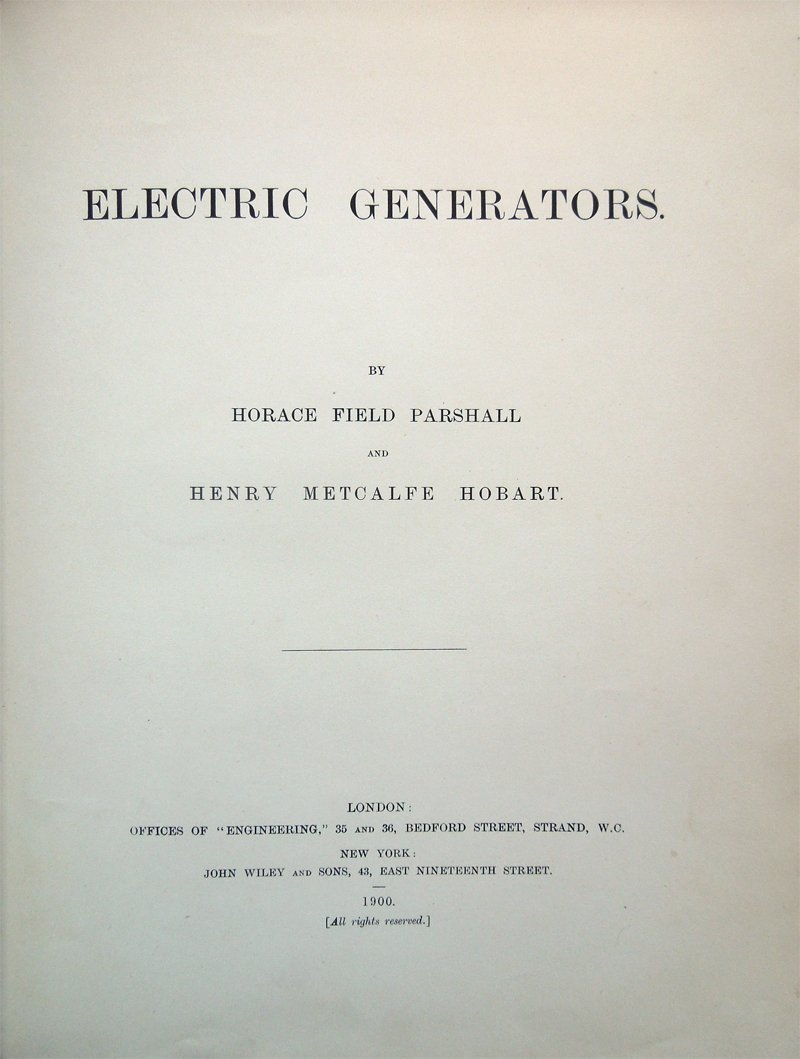 ELECTRIC GENERATORS.
BY
HORACE FIELD PARSHALL
AND
HENRY METCALFE HOBART.
LONDON:
OFFICES OF "ENGINEERING," 35 AND 36, BEDFORD STREET, STRAND, W.C.
NEW YORK:
JOHN WILEY AND SONS, 43, EAST NINETEENTH STREET.
1900.
[All rights reserved.]